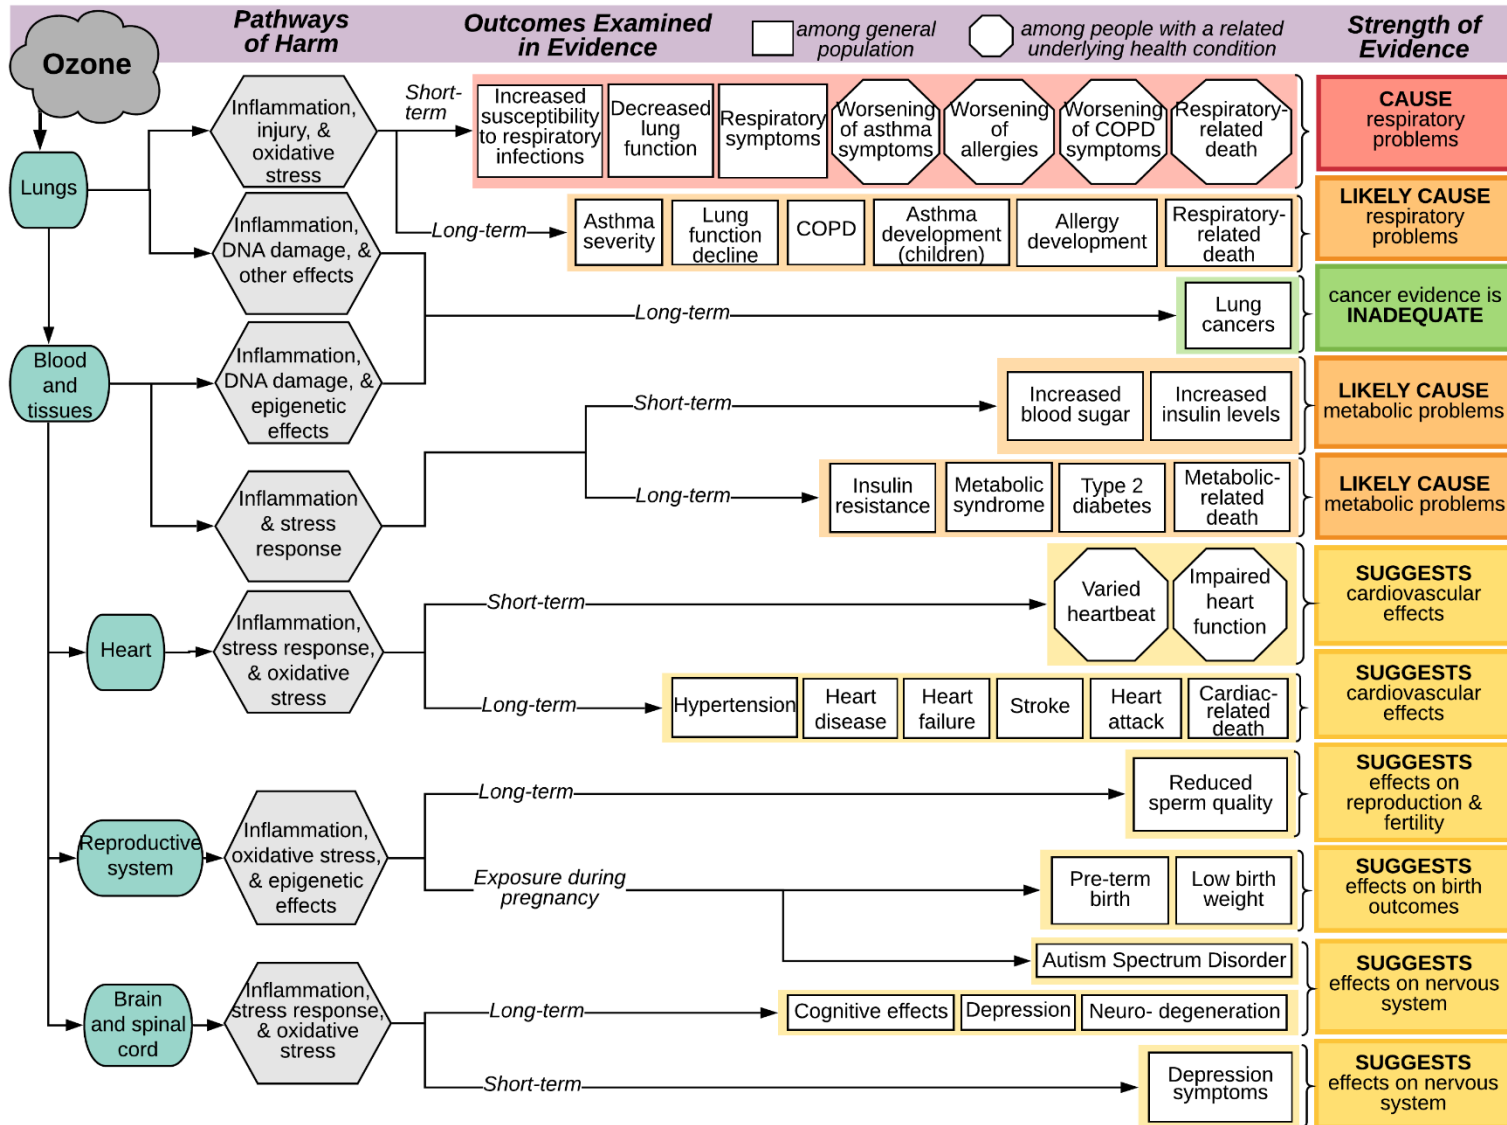 Ozone
Pathways
of Harm
Outcomes Examined
in Evidence
among general
population
among people with a related
underlying health condition
Strength of
Evidence
Lungs
Inflammation,
injury, &
oxidative
stress
Short-
term
Increased
susceptibility
to respiratory
infections
Decreased
lung
function
Respiratory
symptoms
Worsening
of asthma
symptoms
Worsening
of
allergies
Worsening
of COPD
symptoms
Respiratory-
related
death
CAUSE
respiratory
problems
Long-term
Asthma
severity
Lung
function
decline
COPD
Asthma
development
(children)
Allergy
development
Respiratory-
related
death
LIKELY CAUSE
respiratory
problems
Inflammation,
DNA damage, &
other effects
Long-term
Lung
cancers
cancer evidence is
INADEQUATE
Blood
and
tissues
Inflammation,
DNA damage, &
epigenetic
effects
Short-term
Increased
blood sugar
Increased
insulin levels
LIKELY CAUSE
metabolic problems
Inflammation
& stress
response
Long-term
Insulin
resistance
Metabolic
syndrome
Type 2
diabetes
Metabolic-
related
death
LIKELY CAUSE
metabolic problems
Heart
Inflammation,
stress response,
& oxidative
stress
Short-term
Varied
heartbeat
Impaired
heart
function
SUGGESTS
cardiovascular
effects
Long-term
Hypertension
Heart
disease
Heart
failure
Stroke
Heart
attack
Cardiac-
related
death
SUGGESTS
cardiovascular
effects
Reproductive
system
Inflammation,
oxidative stress,
& epigenetic
effects
Long-term
Reduced
sperm quality
SUGGESTS
effects on
reproduction &
fertility
Exposure during
pregnancy
Pre-term
birth
Low birth
weight
SUGGESTS
effects on birth
outcomes
Autism Spectrum Disorder
Brain
and spinal
cord
Inflammation,
stress response,
& oxidative
stress
Long-term
Cognitive effects
Depression
Neuro- degeneration
SUGGESTS
effects on nervous
system
Short-term
Depression
symptoms
SUGGESTS
effects on nervous
system